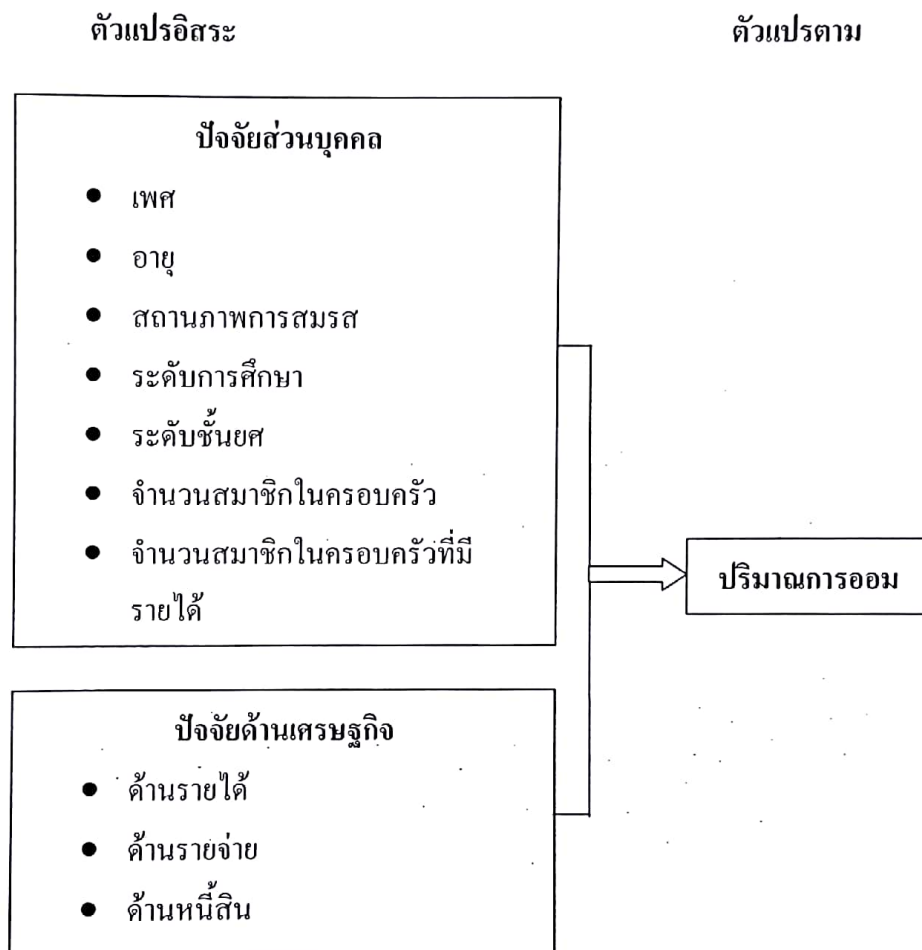 ตัวแปรอิสระ
ตัวแปรตาม
ปัจจัยส่วนบุคคล
● เพศ
● อายุ
● สถานภาพการสมรส
● ระดับการศึกษา
● ระดับชั้นยศ
● จำนวนสมาชิกในครอบครัว
● จำนวนสมาชิกในครอบครัวที่มี
รายได้
ปริมาณการออม
ปัจจัยด้านเศรษฐกิจ
● ด้านรายได้
● ด้านรายจ่าย
● ด้านหนี้สิน